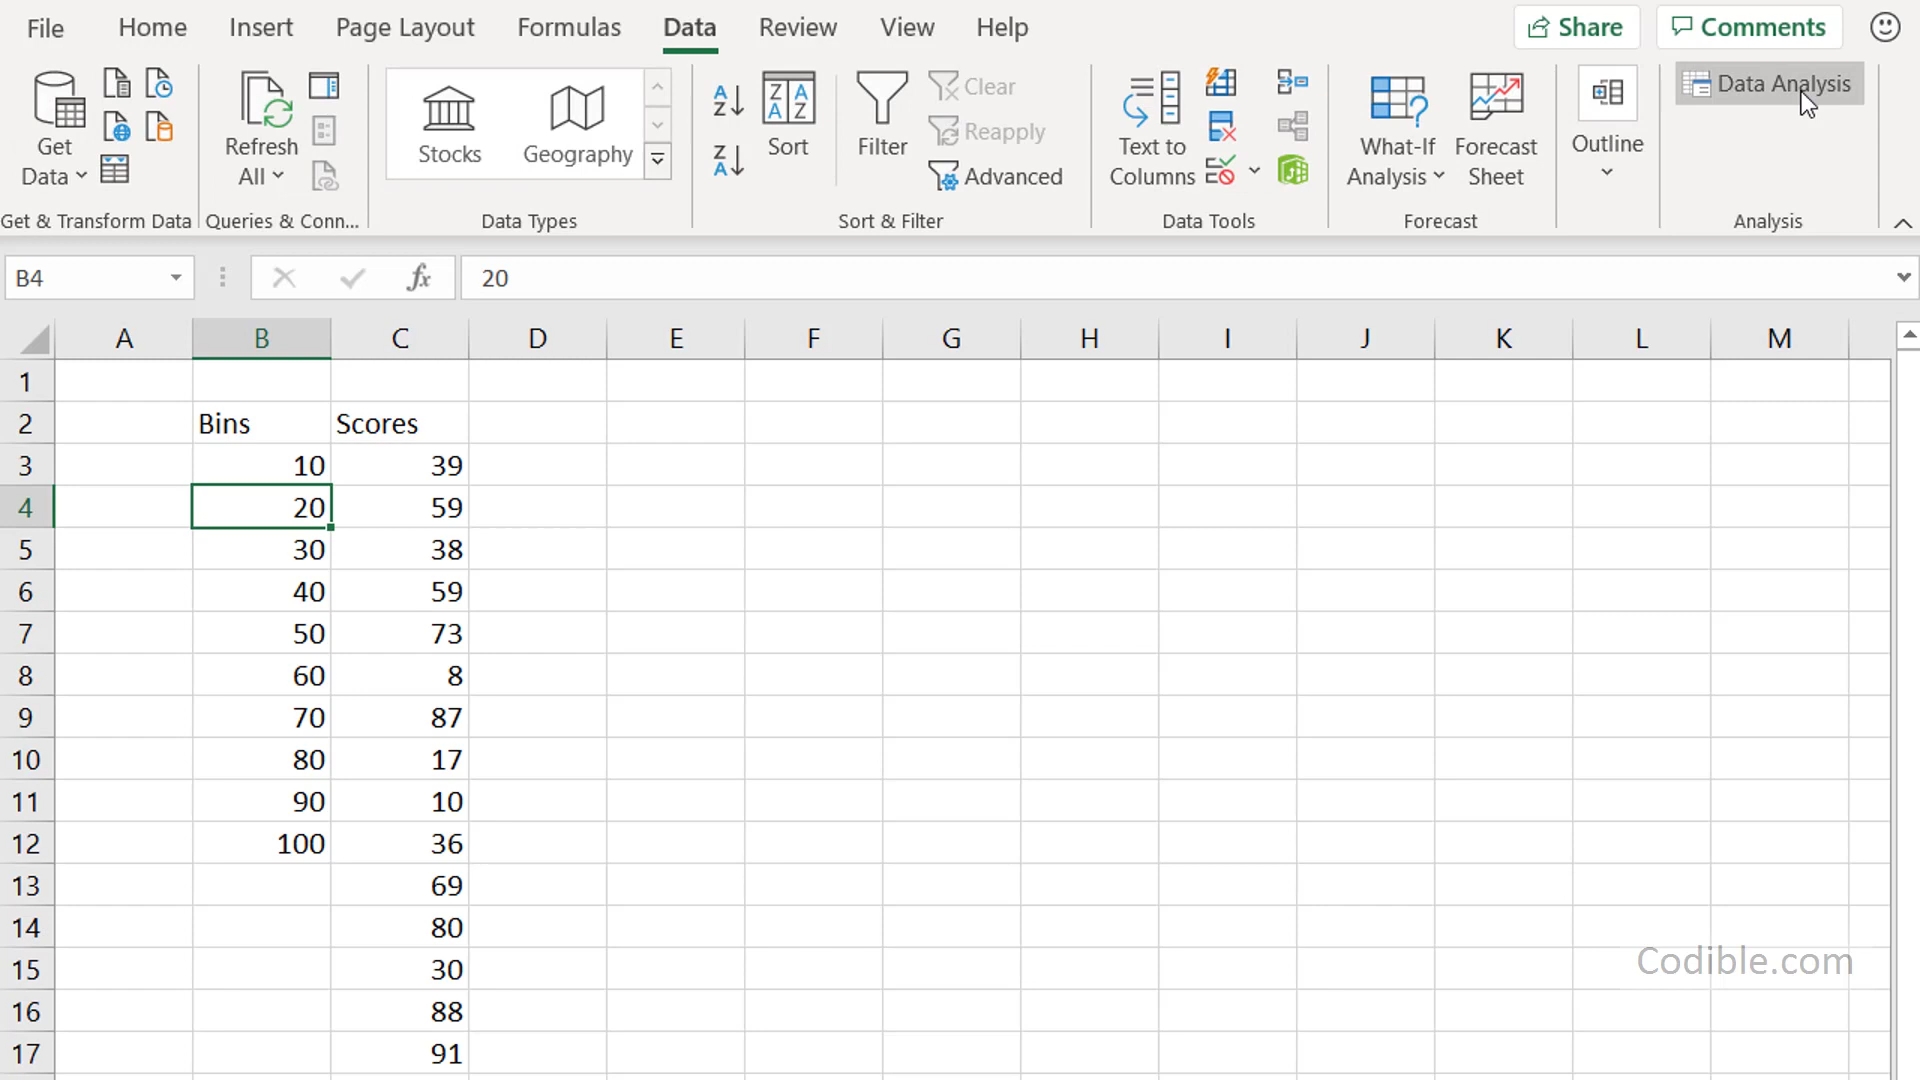 File Home Insert Page Layout Formulas Data Review View Help Share Comments
Get Data Refresh All Stocks Geography Sort Filter Clear Reapply Advanced Text to Columns What-If Analysis Forecast Sheet Outline Data Analysis
Get & Transform Data Queries & Conn... Data Types Sort & Filter Data Tools Forecast Analysis
B4 fx 20
A B C D E F G H I J K L M
1
2 Bins Scores
3 10 39
4 20 59
5 30 38
6 40 59
7 50 73
8 60 8
9 70 87
10 80 17
11 90 10
12 100 36
13 69
14 80
15 30
Codible.com
16 88
17 91